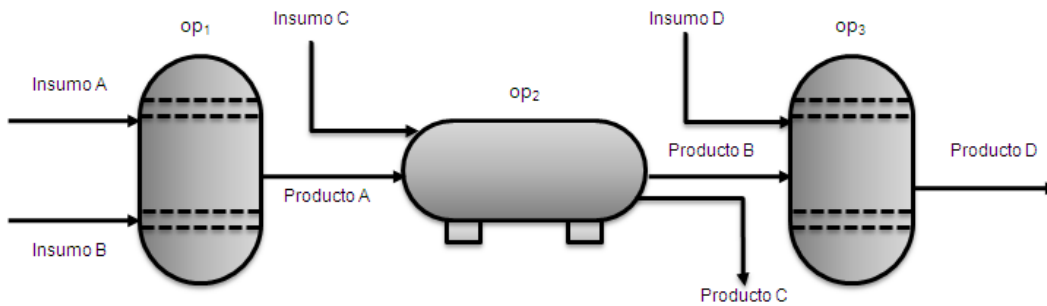 Insumo C
Insumo D
op₁
op₃
Insumo A
op₂
Producto B
Producto D
Producto A
Insumo B
Producto C